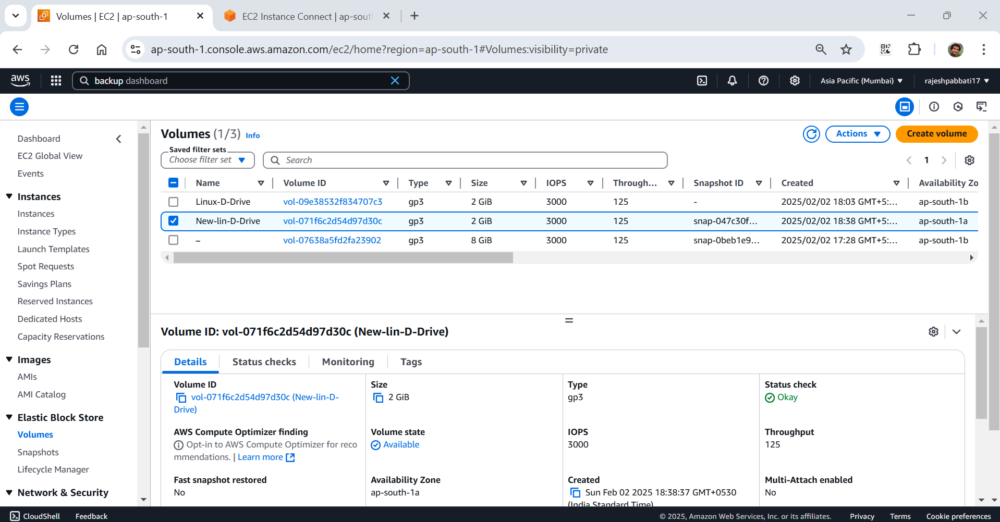 Volumes | EC2 | ap-south-1
EC2 Instance Connect | ap-sout
ap-south-1.console.aws.amazon.com/ec2/home?region=ap-south-1#Volumes:visibility=private
aws
backup dashboard
Asia Pacific (Mumbai)
rajeshpabbati17
Dashboard
EC2 Global View
Events
Instances
Instances
Instance Types
Launch Templates
Spot Requests
Savings Plans
Reserved Instances
Dedicated Hosts
Capacity Reservations
Images
AMIs
AMI Catalog
Elastic Block Store
Volumes
Snapshots
Lifecycle Manager
Network & Security
Volumes (1/3) Info
Actions
Create volume
Saved filter sets
Choose filter set
Search
1
Name Volume ID Type Size IOPS Through... Snapshot ID Created Availability Zo
Linux-D-Drive vol-09e38532f834707c3 gp3 2 GiB 3000 125 - 2025/02/02 18:03 GMT+5:... ap-south-1b
New-lin-D-Drive vol-071f6c2d54d97d30c gp3 2 GiB 3000 125 snap-047c30f... 2025/02/02 18:38 GMT+5:... ap-south-1a
– vol-07638a5fd2fa23902 gp3 8 GiB 3000 125 snap-0beb1e9... 2025/02/02 17:28 GMT+5:... ap-south-1b
Volume ID: vol-071f6c2d54d97d30c (New-lin-D-Drive)
Details Status checks Monitoring Tags
Volume ID
vol-071f6c2d54d97d30c (New-lin-D-
Drive)
Size
2 GiB
Type
gp3
Status check
Okay
AWS Compute Optimizer finding
Opt-in to AWS Compute Optimizer for reco
mmendations. | Learn more
Volume state
Available
IOPS
3000
Throughput
125
Fast snapshot restored
No
Availability Zone
ap-south-1a
Created
Sun Feb 02 2025 18:38:37 GMT+0530
(India Standard Time)
Multi-Attach enabled
No
CloudShell Feedback
© 2025, Amazon Web Services, Inc. or its affiliates. Privacy Terms Cookie preferences